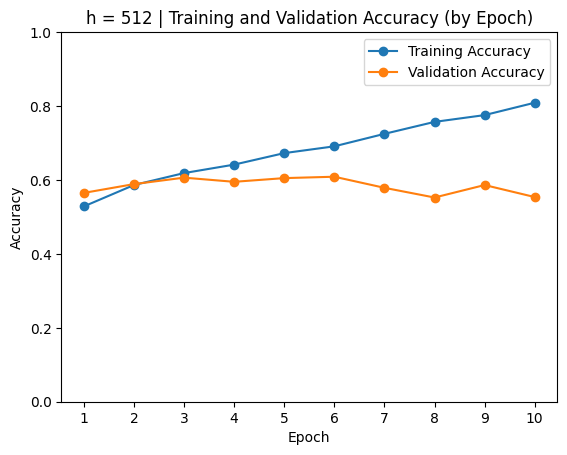 h = 512 | Training and Validation Accuracy (by Epoch)
Training Accuracy
Validation Accuracy
Accuracy
1.0
0.8
0.6
0.4
0.2
0.0
1 2 3 4 5 6 7 8 9 10
Epoch